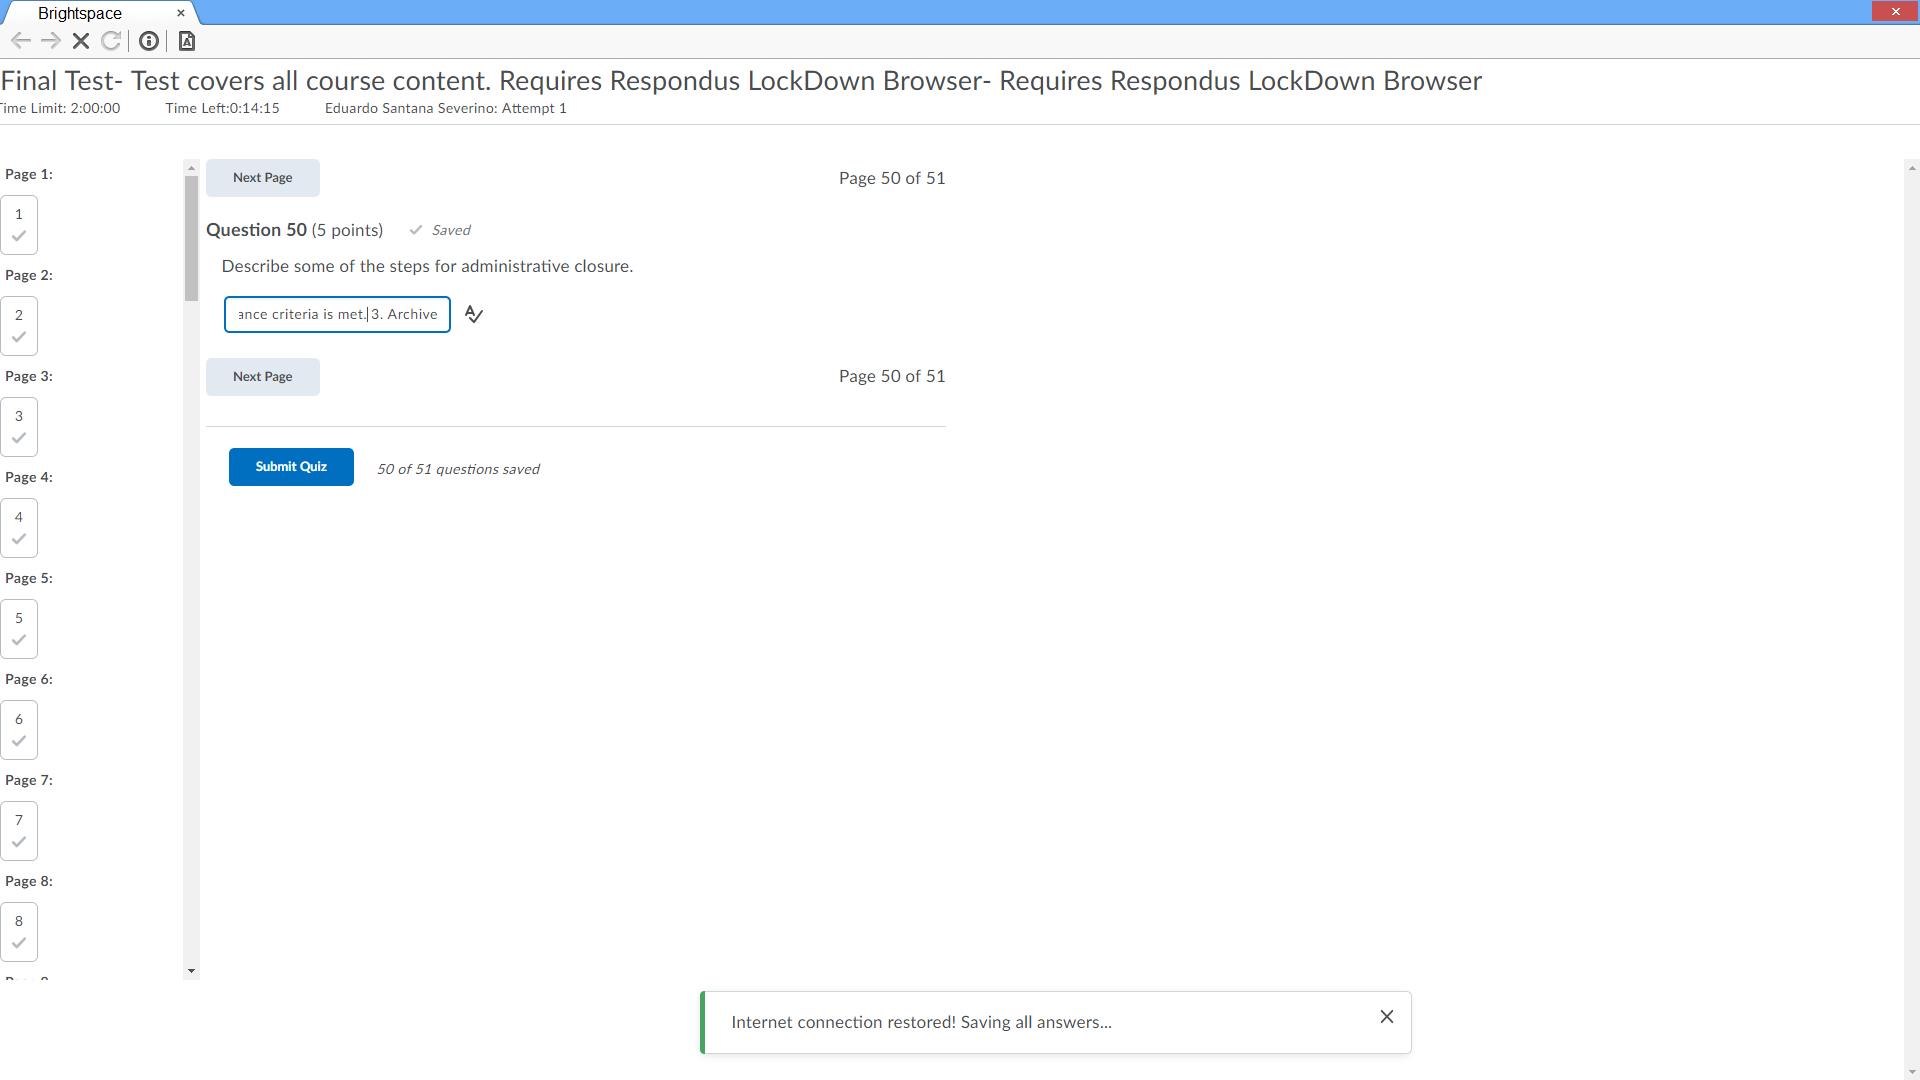 Brightspace
Final Test- Test covers all course content. Requires Respondus LockDown Browser- Requires Respondus LockDown Browser
Time Limit: 2:00:00 Time Left:0:14:15 Eduardo Santana Severino: Attempt 1
Page 1:
1
Page 2:
2
Page 3:
3
Page 4:
4
Page 5:
5
Page 6:
6
Page 7:
7
Page 8:
8
Next Page Page 50 of 51
Question 50 (5 points) Saved
Describe some of the steps for administrative closure.
ance criteria is met. 3. Archive
Next Page Page 50 of 51
Submit Quiz 50 of 51 questions saved
Internet connection restored! Saving all answers...